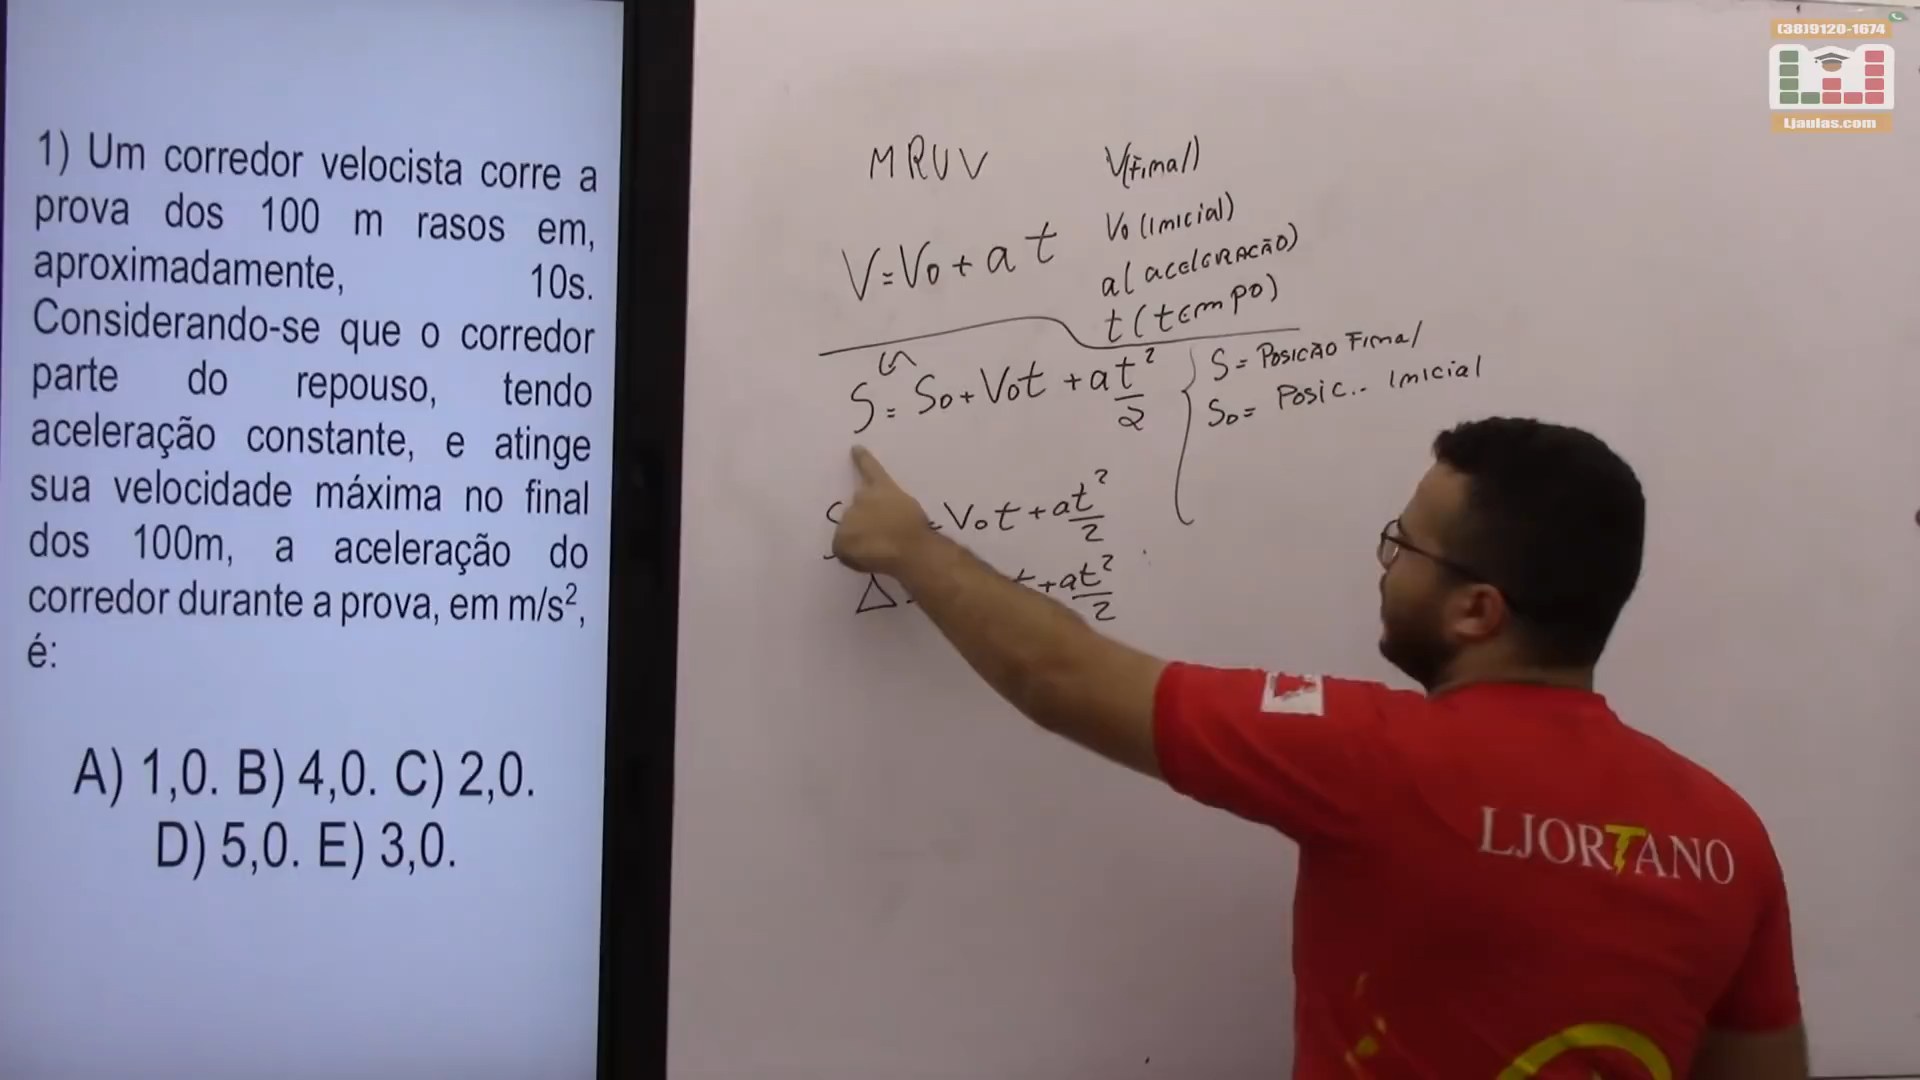 1) Um corredor velocista corre a
prova dos 100 m rasos em,
aproximadamente, 10s.
Considerando-se que o corredor
parte do repouso, tendo
aceleração constante, e atinge
sua velocidade máxima no final
dos 100m, a aceleração do
corredor durante a prova, em m/s²,
é:
A) 1,0. B) 4,0. C) 2,0.
D) 5,0. E) 3,0.
MRUV
V=V₀+at
V(Final)
V₀ (inicial)
a( aceleração)
t(tempo)
S=S₀+V₀t+at²/2
S=Posicão Final
S₀= Posic.. inicial
=V₀t+at²/2
Δ t+at²/2
LJORTANO
(38)9120-1674
Ljaulas.com